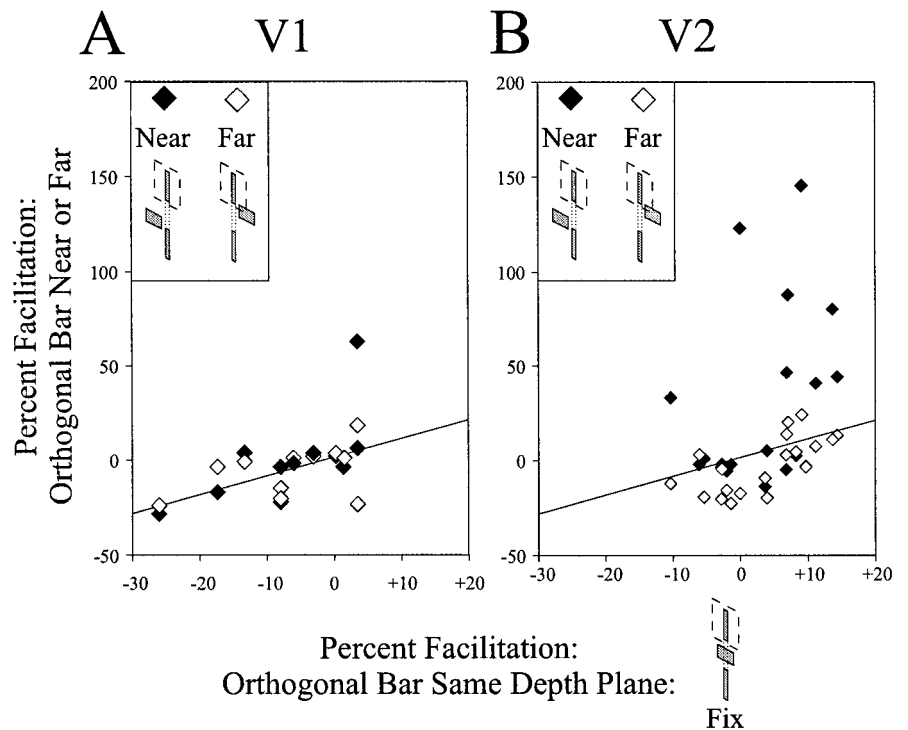 A
V1
B
V2
Percent Facilitation:
Orthogonal Bar Near or Far
200
150
100
50
0
-50
Near
Far
-30
-20
-10
0
+10
+20
200
150
100
50
0
-50
Near
Far
-30
-20
-10
0
+10
+20
Percent Facilitation:
Orthogonal Bar Same Depth Plane:
Fix